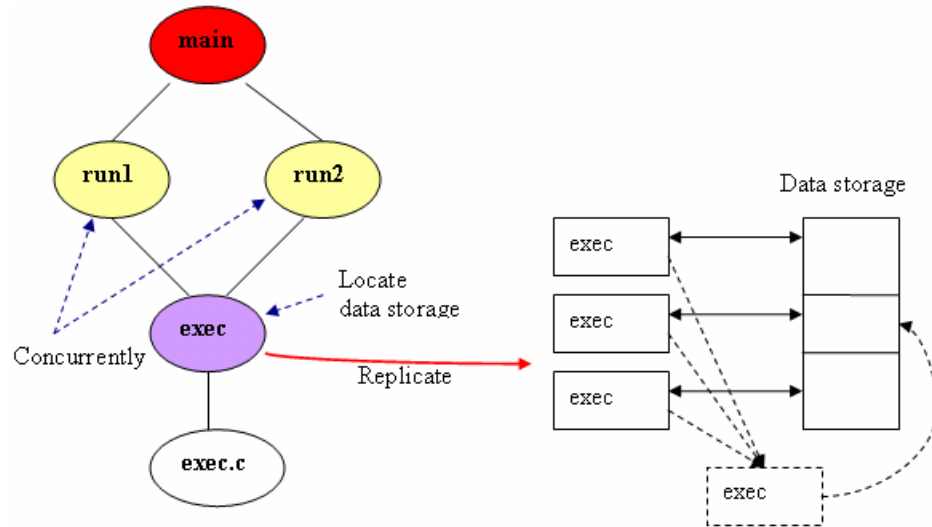 main
run1
run2
Data storage
exec
Locate
data storage
exec
exec
Concurrently
Replicate
exec
exec.c
exec